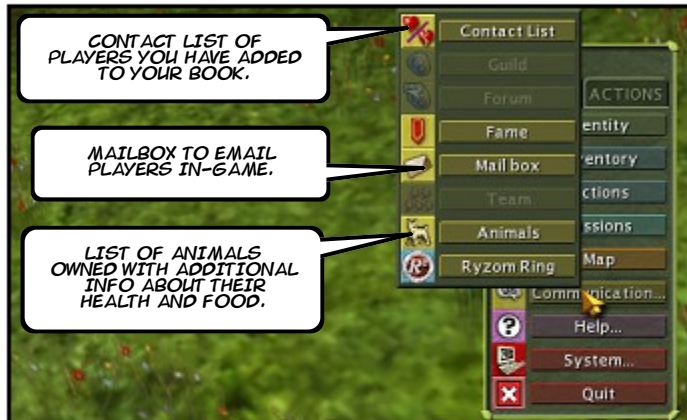 CONTACT LIST OF
PLAYERS YOU HAVE ADDED
TO YOUR BOOK.
MAILBOX TO EMAIL
PLAYERS IN-GAME.
LIST OF ANIMALS
OWNED WITH ADDITIONAL
INFO ABOUT THEIR
HEALTH AND FOOD.
Contact List
Guild
Forum
Fame
Mail box
Team
Animals
Ryzom Ring
ACTIONS
entity
entory
ctions
ssions
Map
Communication...
Help...
System...
Quit